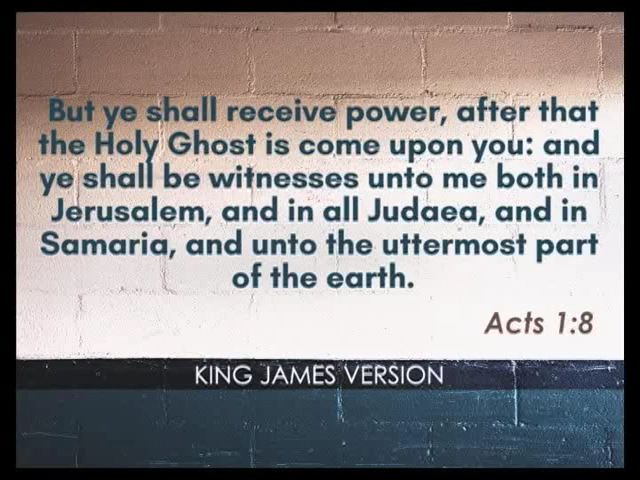 But ye shall receive power, after that
the Holy Ghost is come upon you: and
ye shall be witnesses unto me both in
Jerusalem, and in all Judaea, and in
Samaria, and unto the uttermost part
of the earth.
Acts 1:8
KING JAMES VERSION